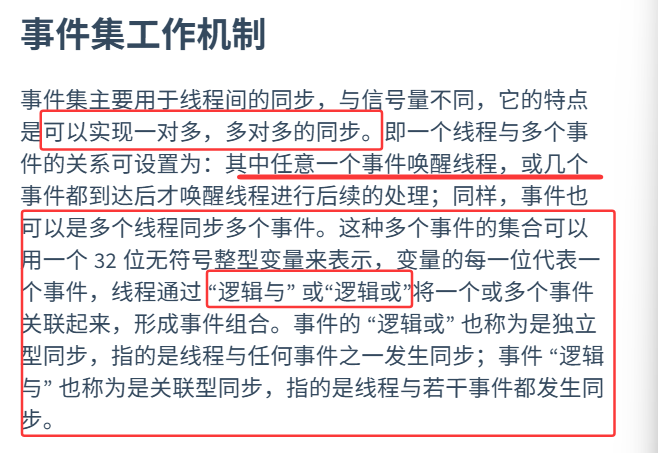 事件集工作机制
事件集主要用于线程间的同步，与信号量不同，它的特点
是可以实现一对多，多对多的同步。即一个线程与多个事
件的关系可设置为：其中任意一个事件唤醒线程，或几个
事件都到达后才唤醒线程进行后续的处理；同样，事件也
可以是多个线程同步多个事件。这种多个事件的集合可以
用一个 32 位无符号整型变量来表示，变量的每一位代表一
个事件，线程通过 “逻辑与” 或“逻辑或”将一个或多个事件
关联起来，形成事件组合。事件的 “逻辑或” 也称为是独立
型同步，指的是线程与任何事件之一发生同步；事件 “逻辑
与” 也称为是关联型同步，指的是线程与若干事件都发生同
步。